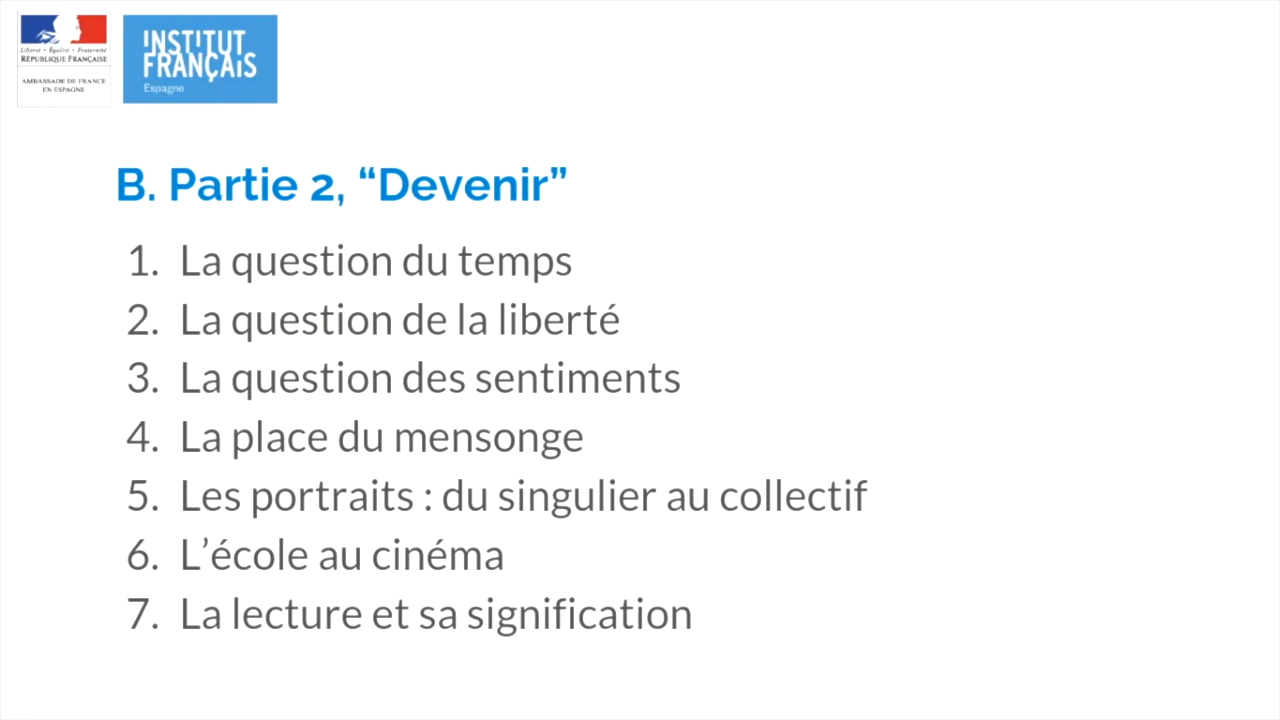 Liberté • Égalité • Fraternité
RÉPUBLIQUE FRANÇAISE
AMBASSADE DE FRANCE
EN ESPAGNE
INSTITUT
FRANÇAIS
Espagne
B. Partie 2, “Devenir”
1. La question du temps
2. La question de la liberté
3. La question des sentiments
4. La place du mensonge
5. Les portraits : du singulier au collectif
6. L’école au cinéma
7. La lecture et sa signification